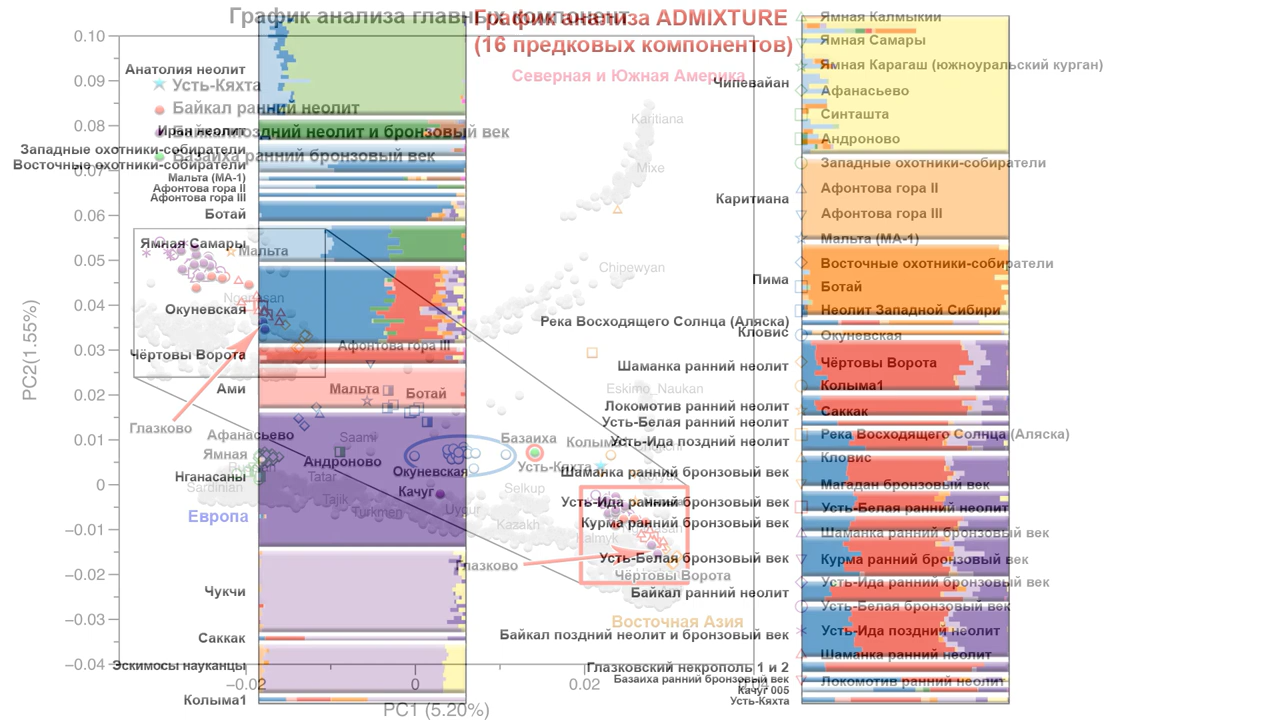 График анализа главных компонент
График анализа ADMIXTURE
(16 предковых компонентов)
Северная и Южная Америка
Усть-Кяхта
Байкал ранний неолит
Байкал поздний неолит и бронзовый век
Базаиха ранний бронзовый век
0.10
0.09
0.08
0.07
0.06
0.05
0.04
0.03
0.02
0.01
0
−0.01
−0.02
−0.03
−0.04
PC2(1.55%)
−0.02
0
0.02
0.04
PC1 (5.20%)
Анатолия неолит
Иран неолит
Западные охотники-собиратели
Восточные охотники-собиратели
Мальта (МА-1)
Афонтова гора II
Афонтова гора III
Ботай
Ямная Самары
Окуневская
Чёртовы Ворота
Ами
Нганасаны
Чукчи
Саккак
Эскимосы науканцы
Колыма1
Мальта
Nganasan
Глазково
Афанасьево
Ямная
Sardinian
Европа
Афонтова гора III
Мальта
Ботай
Saami
Андроново
Окуневская
Качуг
Tatar
Tajik
Turkmen
Uygur
Базаиха
Усть-Кяхта
Selkup
Kazakh
Kalmyk
Глазково
Чёртовы Ворота
Восточная Азия
Karitiana
Mixe
Chipewyan
Eskimo_Naukan
Чипевайан
Каритиана
Пима
Река Восходящего Солнца (Аляска)
Кловис
Шаманка ранний неолит
Локомотив ранний неолит
Усть-Белая ранний неолит
Усть-Ида поздний неолит
Шаманка ранний бронзовый век
Усть-Ида ранний бронзовый век
Курма ранний бронзовый век
Усть-Белая бронзовый век
Байкал ранний неолит
Байкал поздний неолит и бронзовый век
Глазковский некрополь 1 и 2
Базаиха ранний бронзовый век
Качуг 005
Усть-Кяхта
Ямная Калмыкии
Ямная Самары
Ямная Карагаш (южноуральский курган)
Афанасьево
Синташта
Андроново
Западные охотники-собиратели
Афонтова гора II
Афонтова гора III
Мальта (МА-1)
Восточные охотники-собиратели
Ботай
Неолит Западной Сибири
Окуневская
Чёртовы Ворота
Колыма1
Саккак
Река Восходящего Солнца (Аляска)
Кловис
Магадан бронзовый век
Усть-Белая ранний неолит
Шаманка ранний бронзовый век
Курма ранний бронзовый век
Усть-Ида ранний бронзовый век
Усть-Белая бронзовый век
Усть-Ида поздний неолит
Шаманка ранний неолит
Локомотив ранний неолит